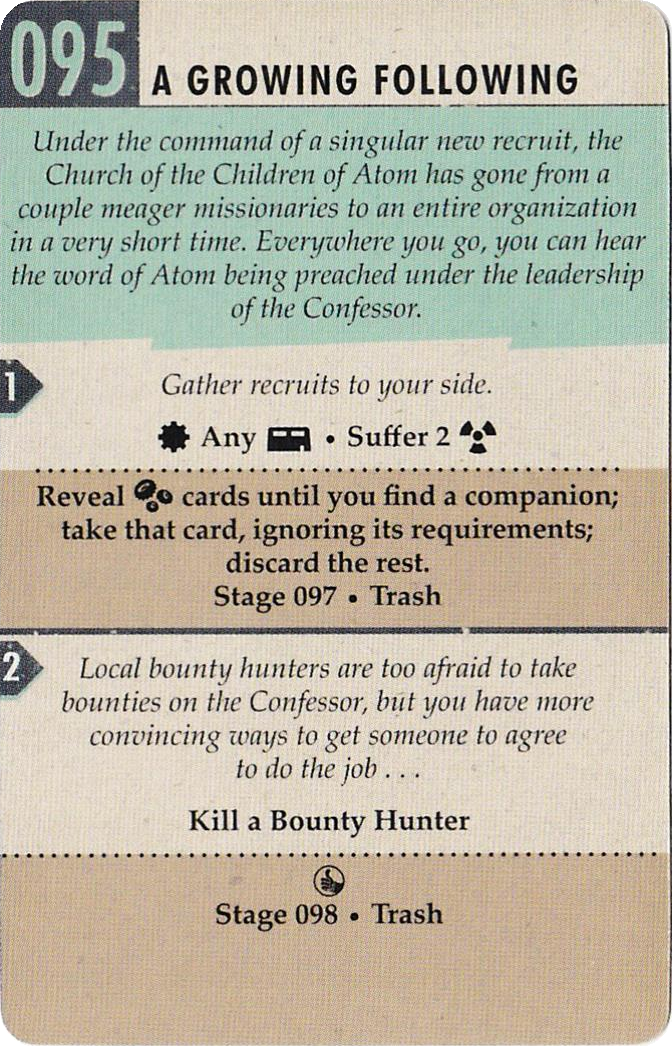 095 A GROWING FOLLOWING
Under the command of a singular new recruit, the
Church of the Children of Atom has gone from a
couple meager missionaries to an entire organization
in a very short time. Everywhere you go, you can hear
the word of Atom being preached under the leadership
of the Confessor.
1
Gather recruits to your side.
Any • Suffer 2
Reveal cards until you find a companion;
take that card, ignoring its requirements;
discard the rest.
Stage 097 • Trash
2
Local bounty hunters are too afraid to take
bounties on the Confessor, but you have more
convincing ways to get someone to agree
to do the job . . .
Kill a Bounty Hunter
Stage 098 • Trash